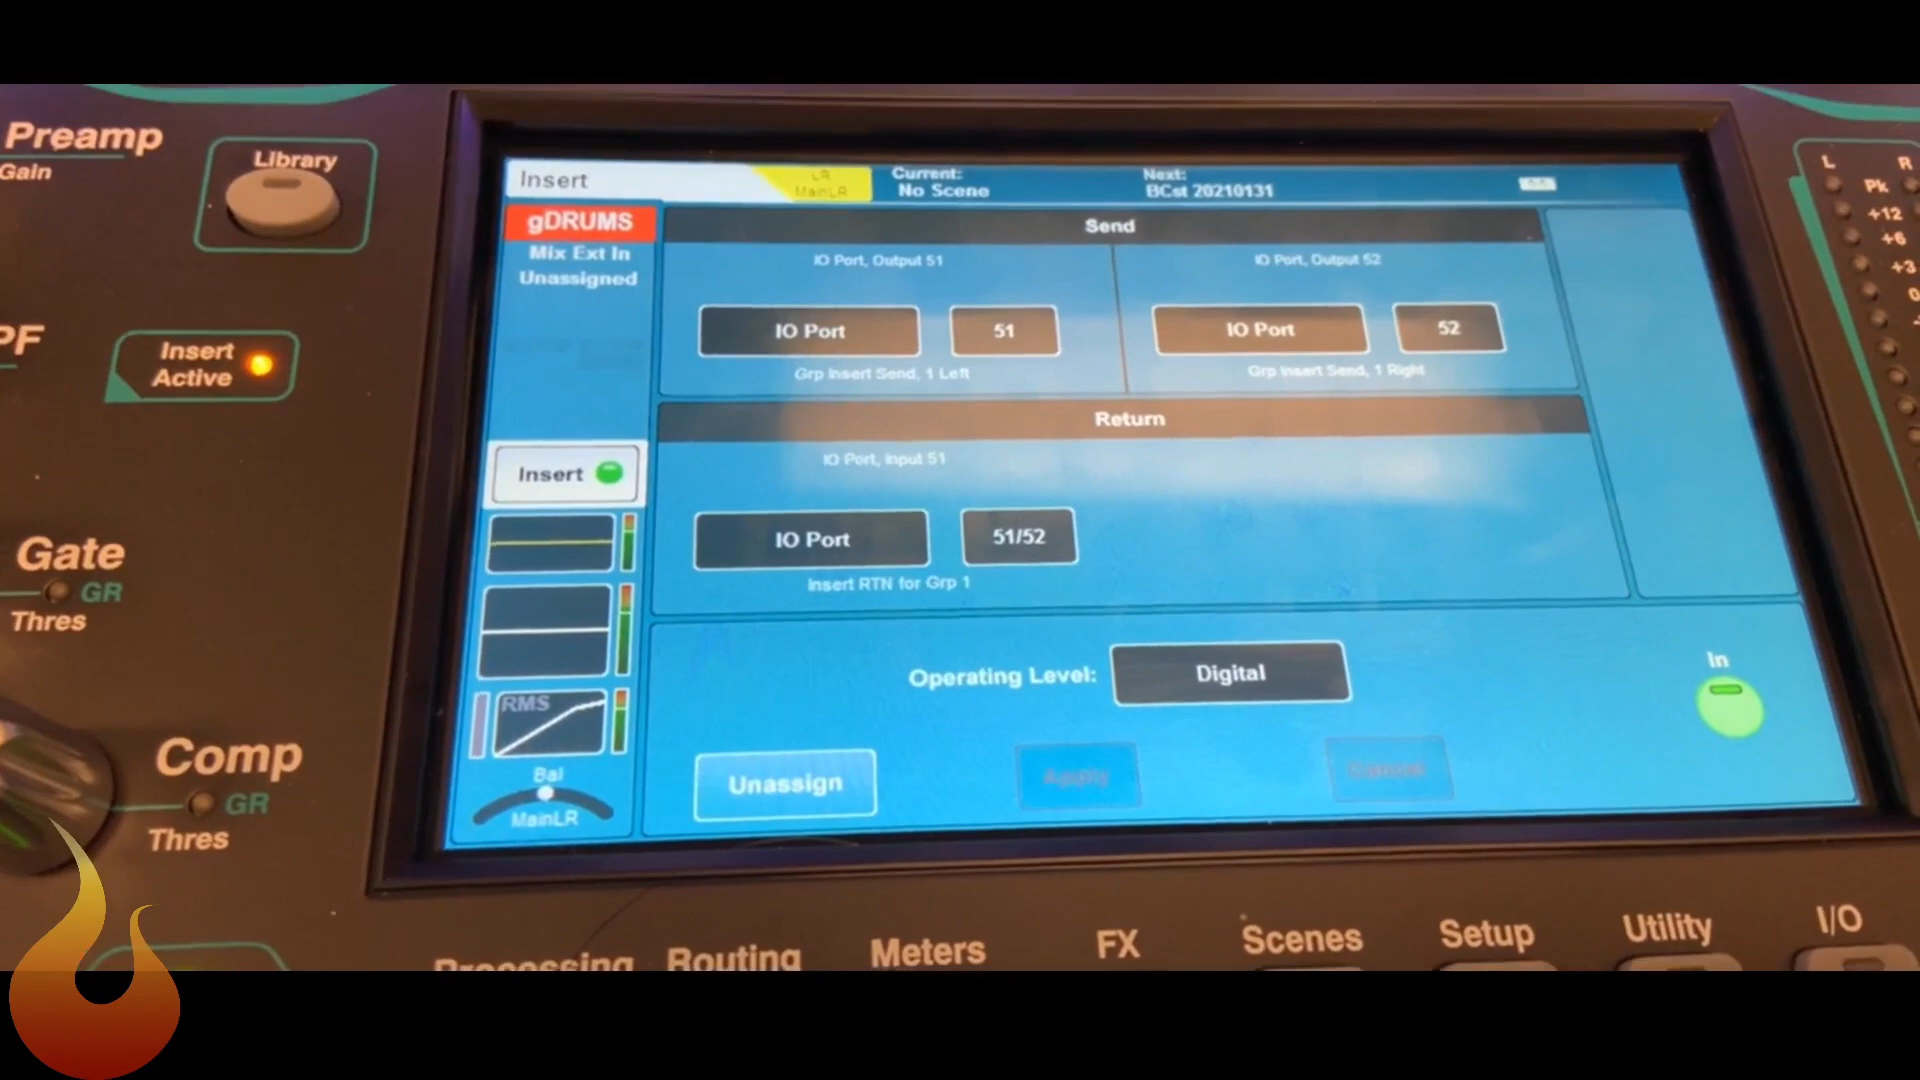 Preamp
Gain
Library
PF
Insert
Active
Gate
GR
Thres
Comp
GR
Thres
Insert
LR
MainLR
Current:
No Scene
Next:
BCst 20210131
gDRUMS
Mix Ext In
Unassigned
Send
IO Port, Output 51
IO Port, Output 52
IO Port
51
IO Port
52
Grp Insert Send, 1 Left
Grp Insert Send, 1 Right
Return
IO Port, Input 51
IO Port
51/52
Insert RTN for Grp 1
Insert
RMS
Bal
MainLR
Operating Level:
Digital
In
Unassign
Apply
Cancel
L
R
Pk
+12
+6
+3
0
Processing
Routing
Meters
FX
Scenes
Setup
Utility
I/O